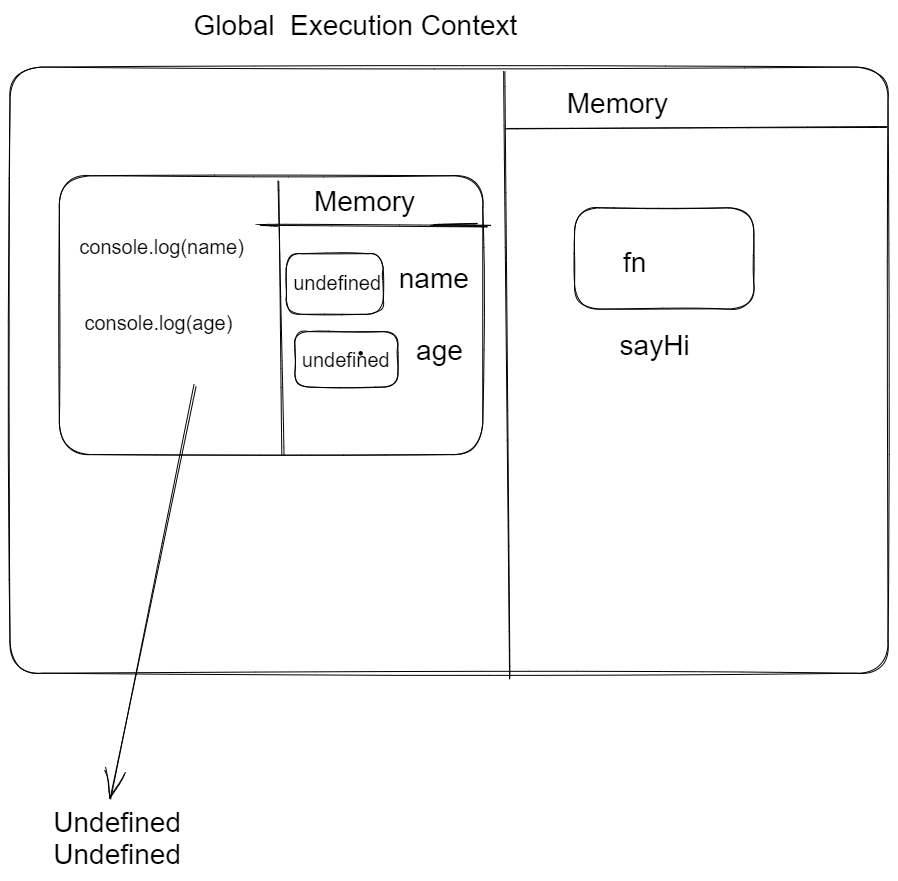 Global  Execution Context
Memory
Memory
console.log(name)
undefined
name
fn
console.log(age)
undefined
age
sayHi
Undefined
Undefined